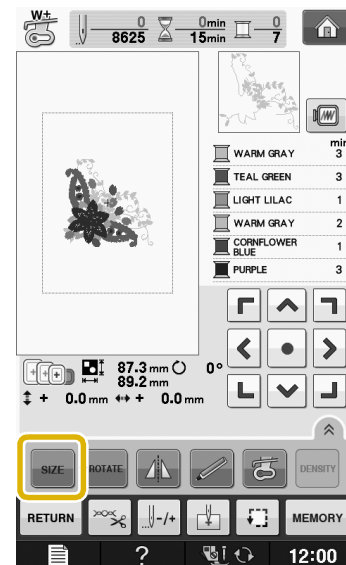 W+ 0 0min 0
8625 15min 7
min
WARM GRAY 3
TEAL GREEN 3
LIGHT LILAC 1
WARM GRAY 2
CORNFLOWER BLUE 1
PURPLE 3
87.3 mm 0°
89.2 mm
+ 0.0 mm + 0.0 mm
SIZE ROTATE DENSITY
RETURN -/+ MEMORY
? 12:00